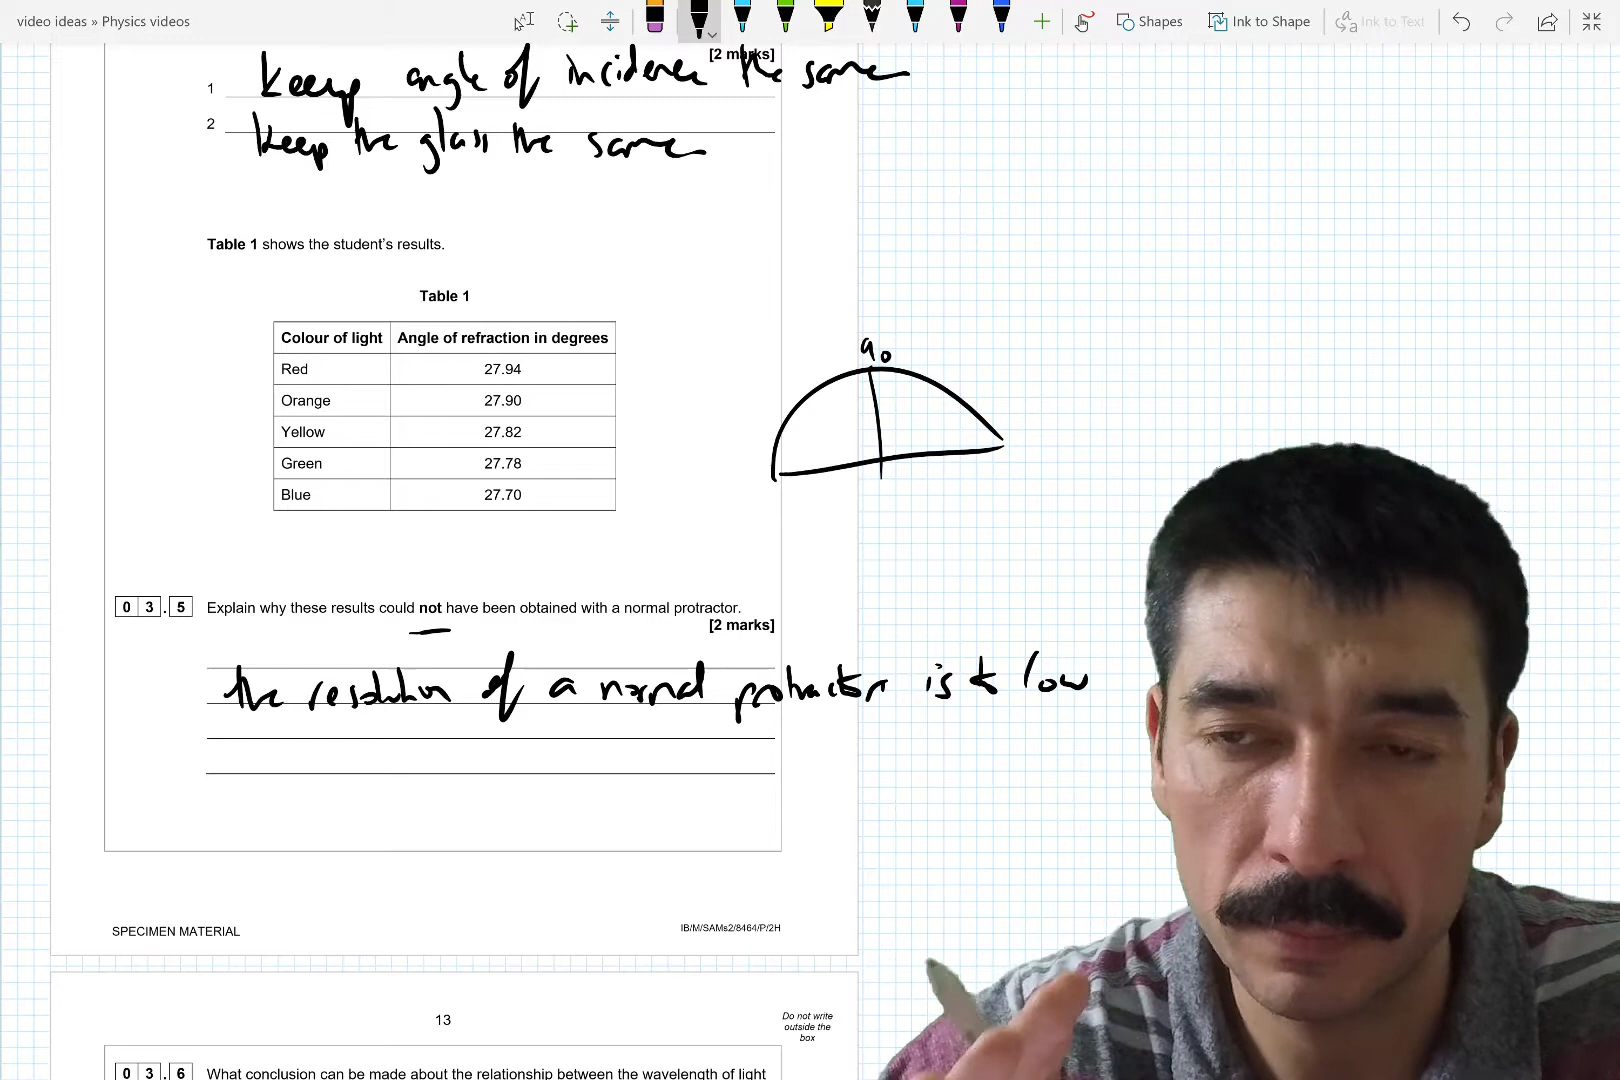 video ideas » Physics videos
Shapes
Ink to Shape
Ink to Text
[2 marks]
1 keep angle of incidence the same
2 keep the glass the same
Table 1 shows the student's results.
Table 1
Colour of light Angle of refraction in degrees
Red 27.94
Orange 27.90
Yellow 27.82
Green 27.78
Blue 27.70
90
0 3 . 5 Explain why these results could not have been obtained with a normal protractor.
[2 marks]
the resolution of a normal protractor is to low
SPECIMEN MATERIAL
IB/M/SAMs2/8464/P/2H
13
Do not write
outside the
box
0 3 . 6 What conclusion can be made about the relationship between the wavelength of light